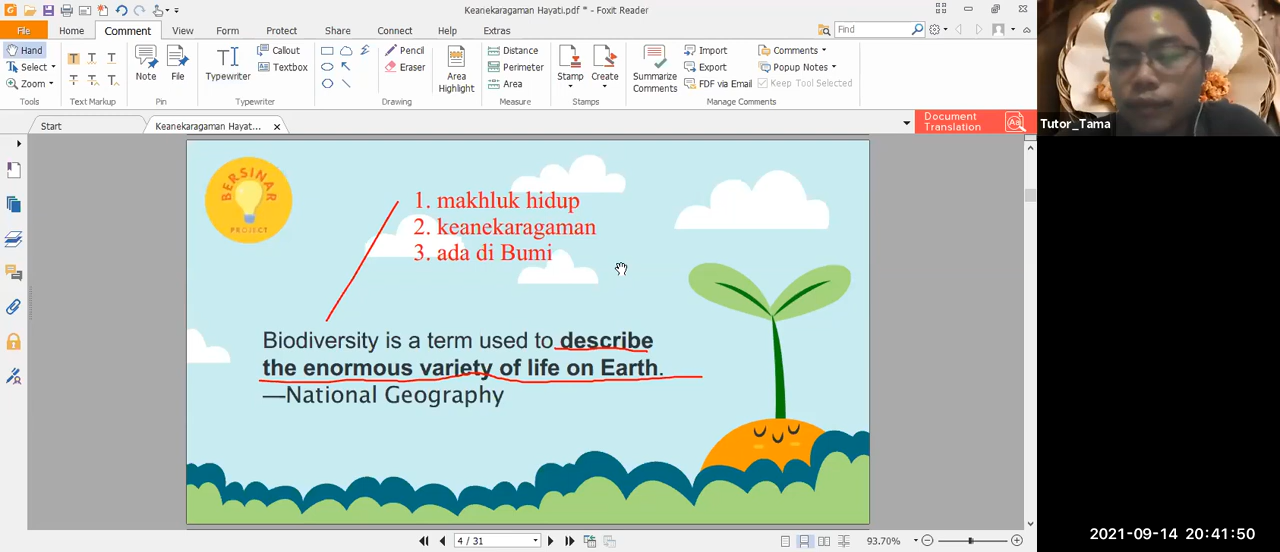 Keanekaragaman Hayati.pdf * - Foxit Reader
File Home Comment View Form Protect Share Connect Help Extras
Find
Hand
Select
Zoom
Tools
Text Markup
Note
File
Pin
Typewriter
Callout
Textbox
Typewriter
Pencil
Eraser
Drawing
Area
Highlight
Distance
Perimeter
Area
Measure
Stamp
Create
Stamps
Summarize
Comments
Import
Export
FDF via Email
Comments
Popup Notes
Keep Tool Selected
Manage Comments
Start
Keanekaragaman Hayat...
Document
Translation
Tutor_Tama
BERSINAR
PROJECT
1. makhluk hidup
2. keanekaragaman
3. ada di Bumi
Biodiversity is a term used to describe
the enormous variety of life on Earth.
—National Geography
4 / 31
93.70%
2021-09-14 20:41:50